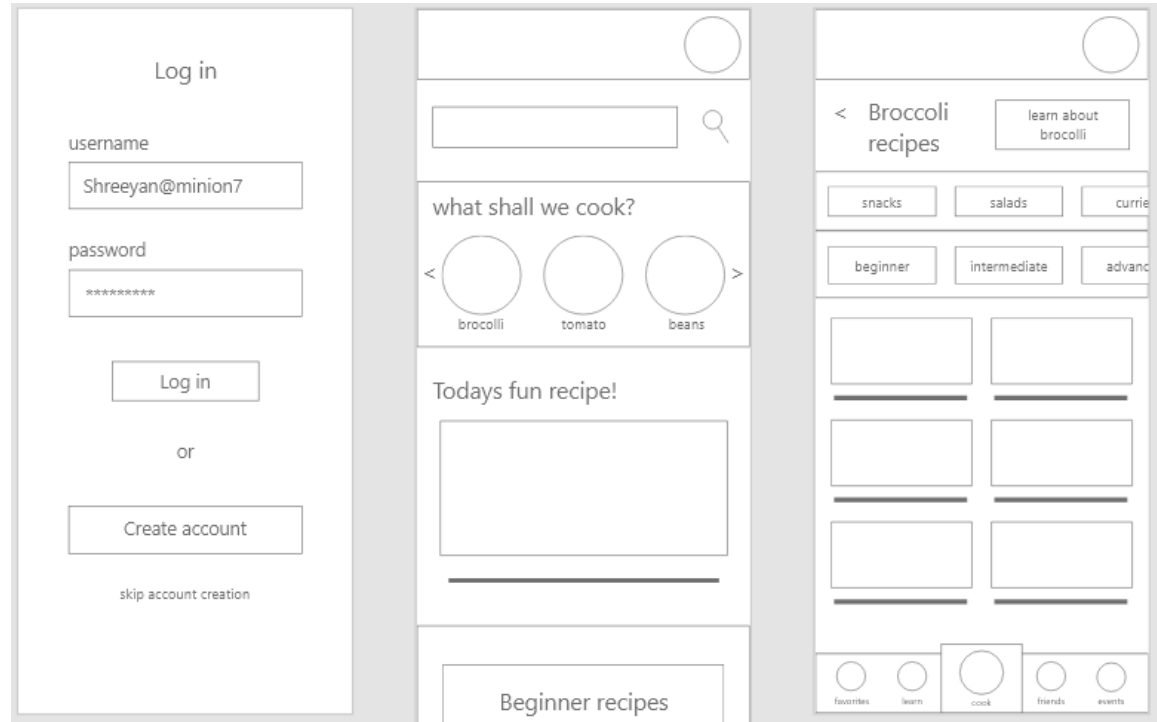 Log in
username
Shreeyan@minion7
password
*********
Log in
or
Create account
skip account creation
what shall we cook?
<
>
brocolli tomato beans
Todays fun recipe!
Beginner recipes
< Broccoli
recipes
learn about
brocolli
snacks salads currie
beginner intermediate advanc
favorites learn cook friends events